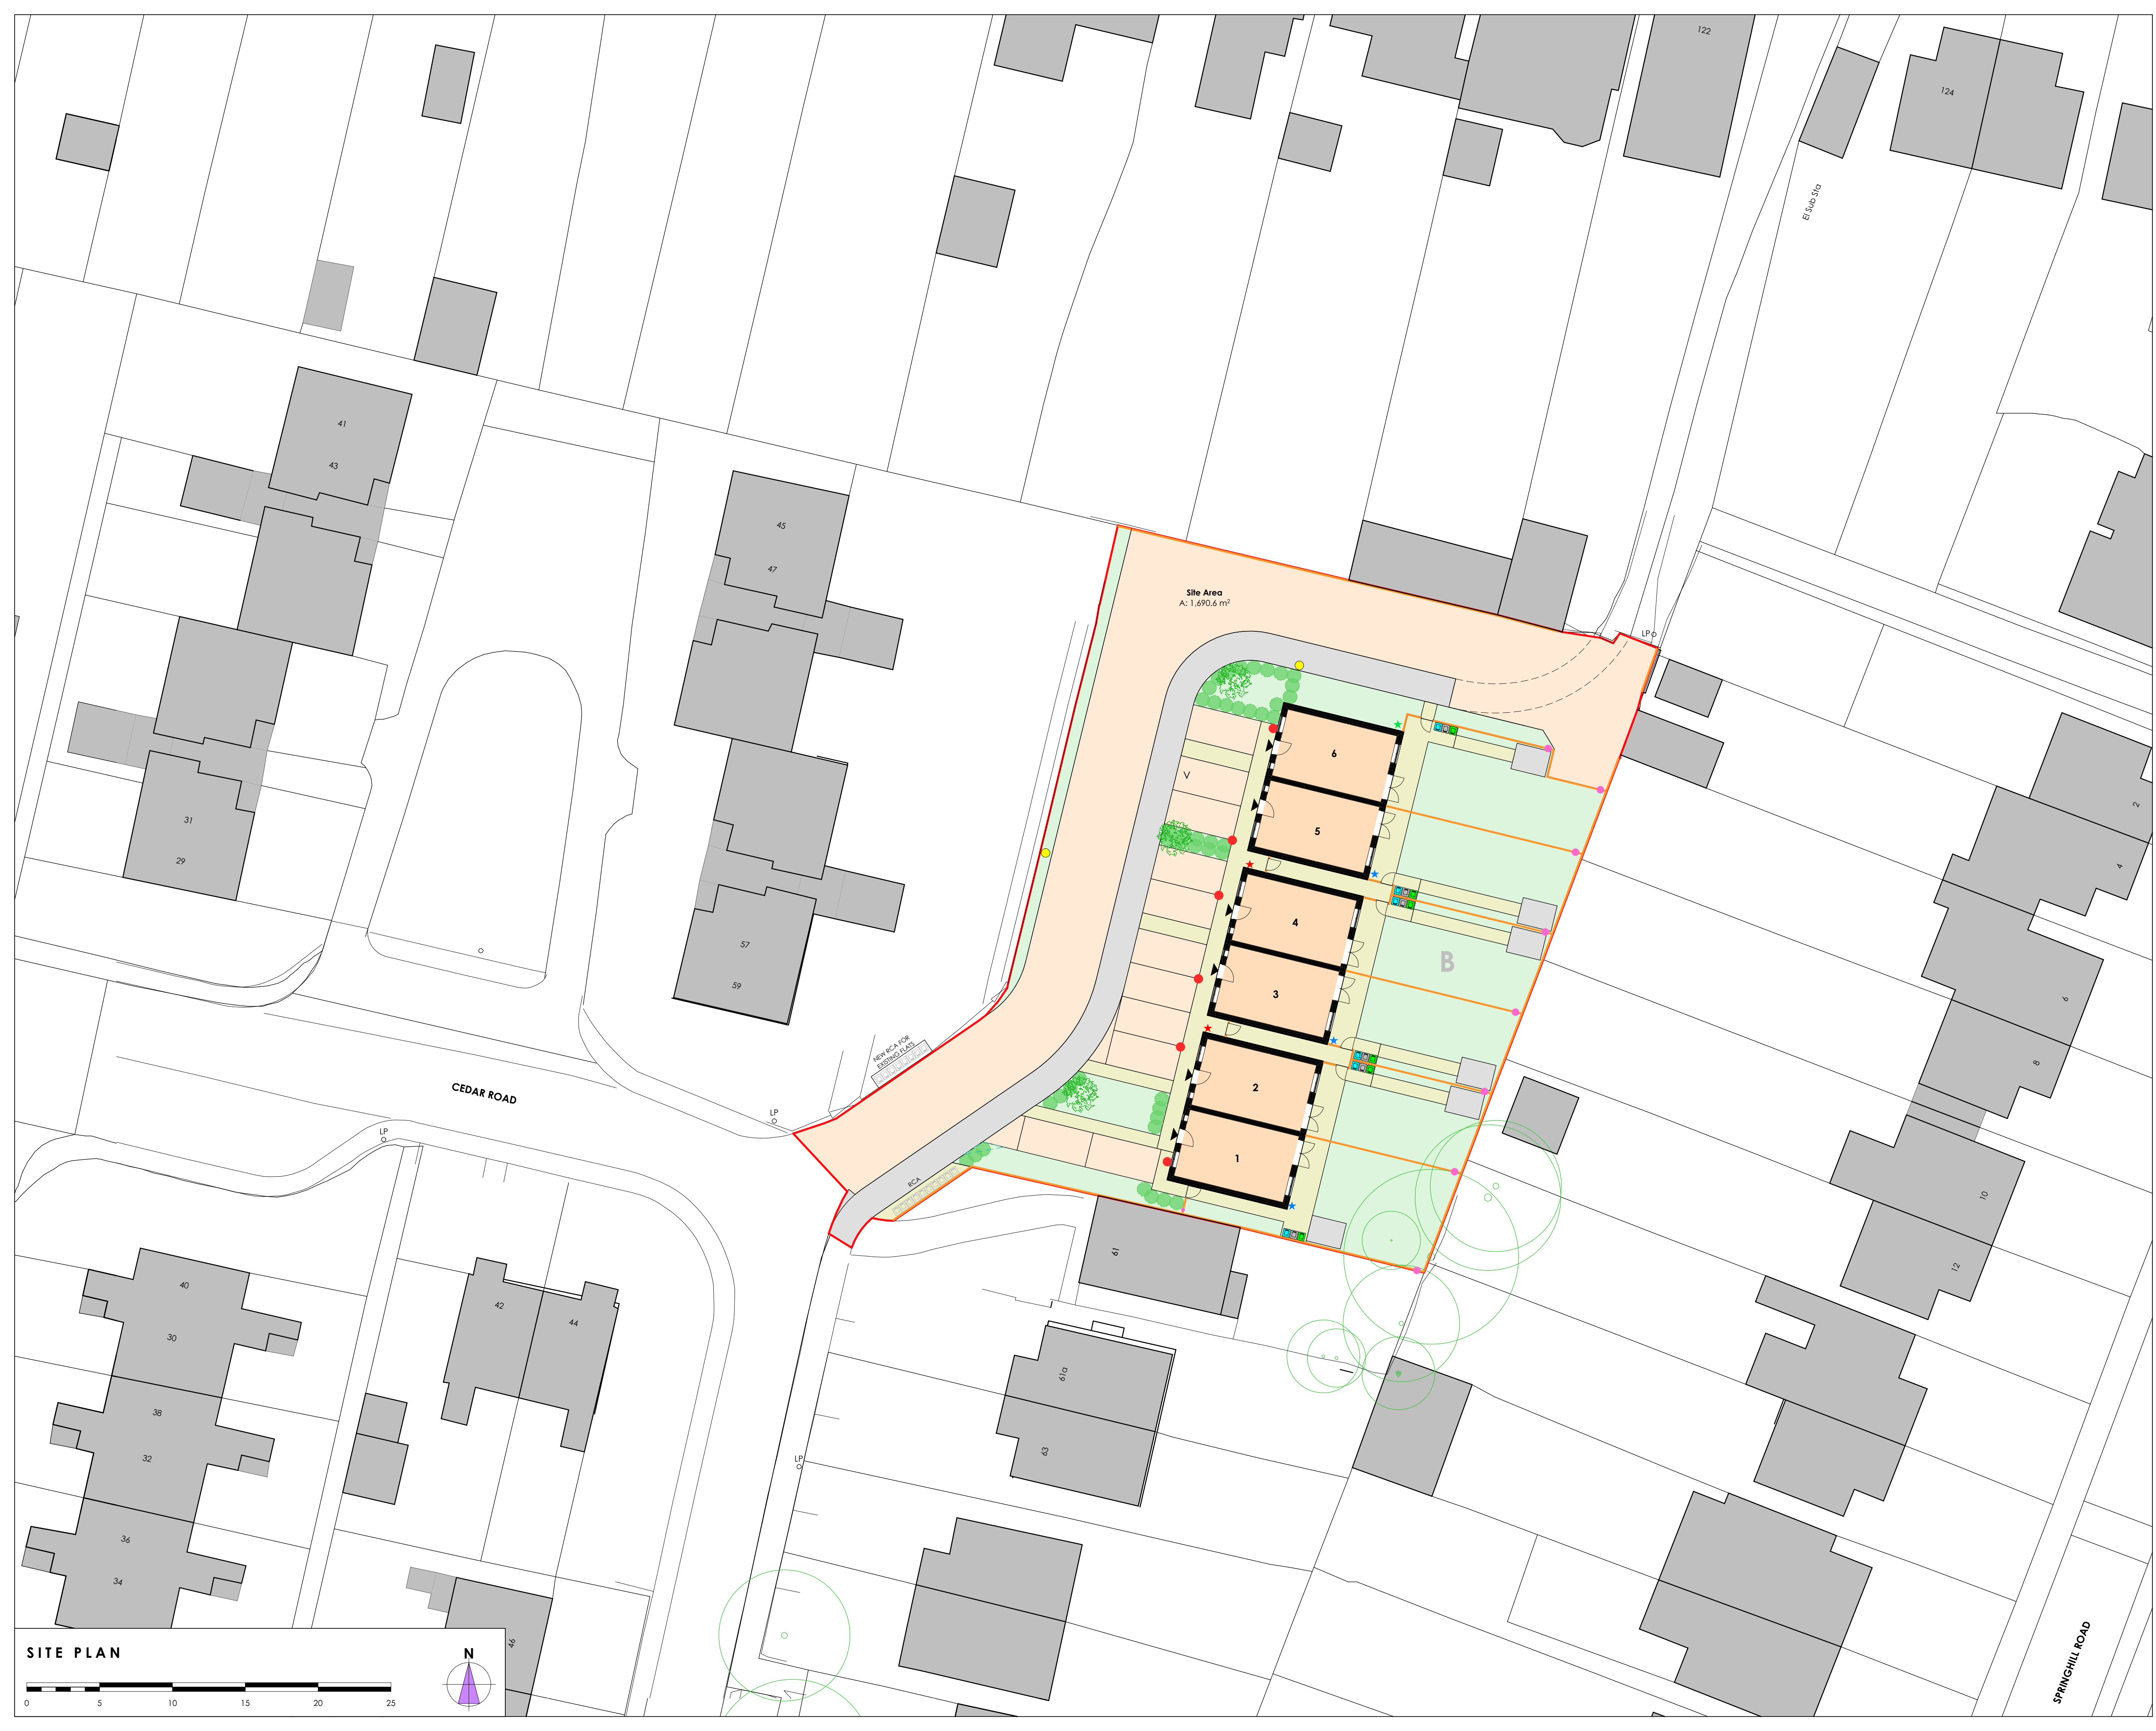 122
124
El Sub Sta
41
43
45
47
Site Area
A: 1,690.6 m²
LP
6
V
5
31
29
4
B
3
57
59
2
4
6
8
10
12
NEW RCA FOR
EXISTING FLATS
CEDAR ROAD
LP
LP
2
1
RCA
61
40
30
42
44
61a
63
38
32
LP
36
34
46
SPRINGHILL ROAD
SITE PLAN
N
0 5 10 15 20 25